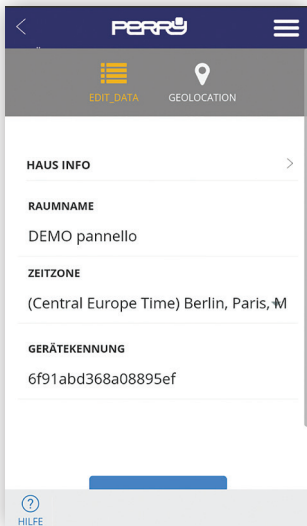 PERRY
EDIT_DATA
GEOLOCATION
HAUS INFO
RAUMNAME
DEMO pannello
ZEITZONE
(Central Europe Time) Berlin, Paris, M
GERÄTEKENNUNG
6f91abd368a08895ef
HILFE